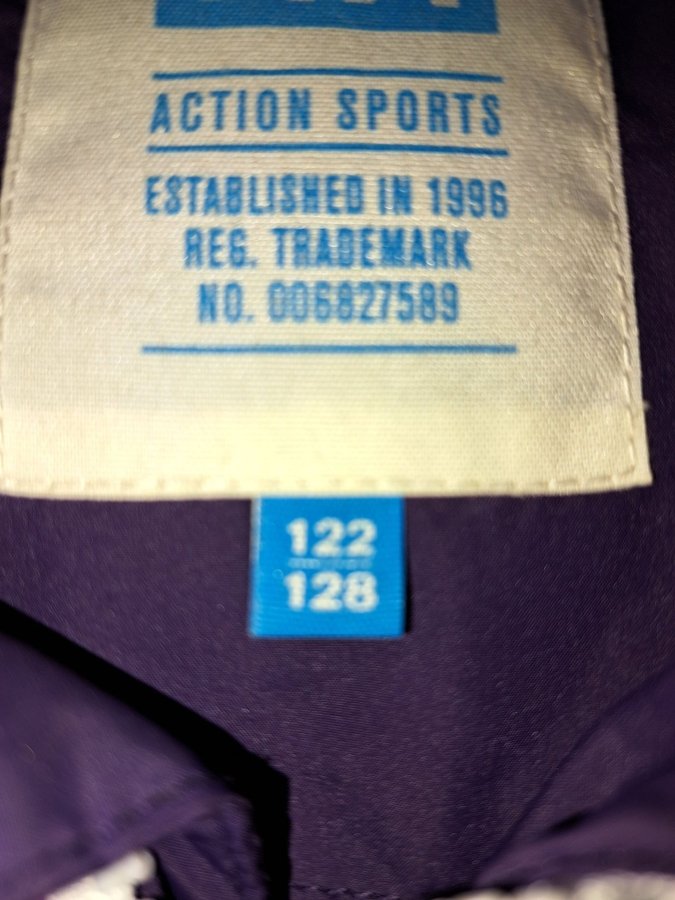 ACTION SPORTS
ESTABLISHED IN 1996
REG. TRADEMARK
NO. 006827589
122
128